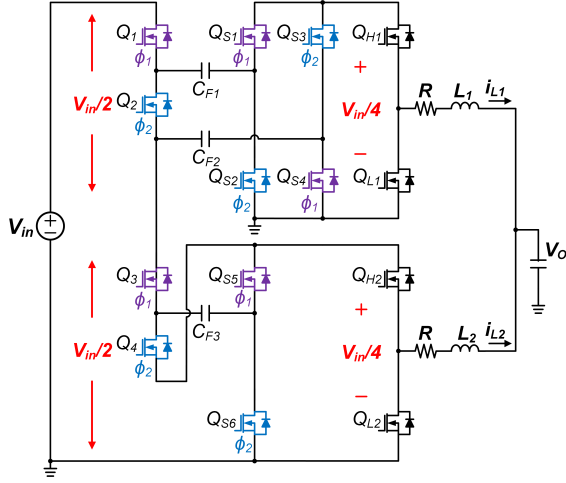 Q1 QS1 QS3 QH1
ϕ1 ϕ1 ϕ2
+
CF1
Vin/2 Q2 Vin/4 R L1 iL1
ϕ2
−
CF2
QS2 QS4 QL1
ϕ2 ϕ1
Vin + −
VO
Q3 QS5 QH2
ϕ1 ϕ1
+
CF3
Vin/2 Q4 Vin/4 R L2 iL2
ϕ2
−
QS6 QL2
ϕ2